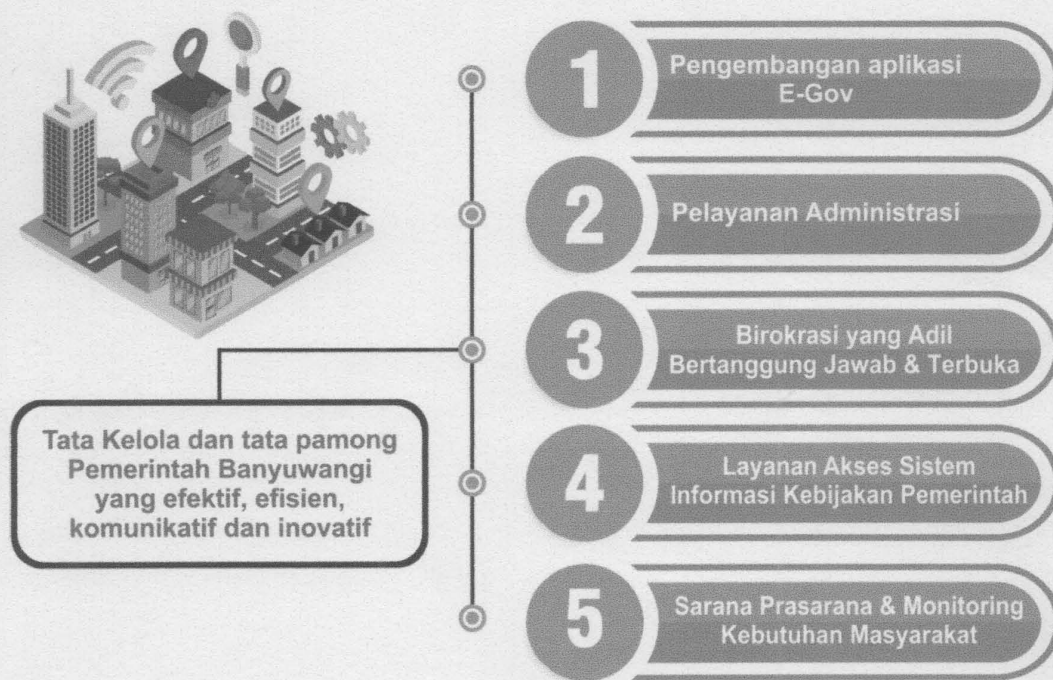 1
Pengembangan aplikasi
E-Gov
2
Pelayanan Administrasi
3
Birokrasi yang Adil
Bertanggung Jawab & Terbuka
Tata Kelola dan tata pamong
Pemerintah Banyuwangi
yang efektif, efisien,
komunikatif dan inovatif
4
Layanan Akses Sistem
Informasi Kebijakan Pemerintah
5
Sarana Prasarana & Monitoring
Kebutuhan Masyarakat